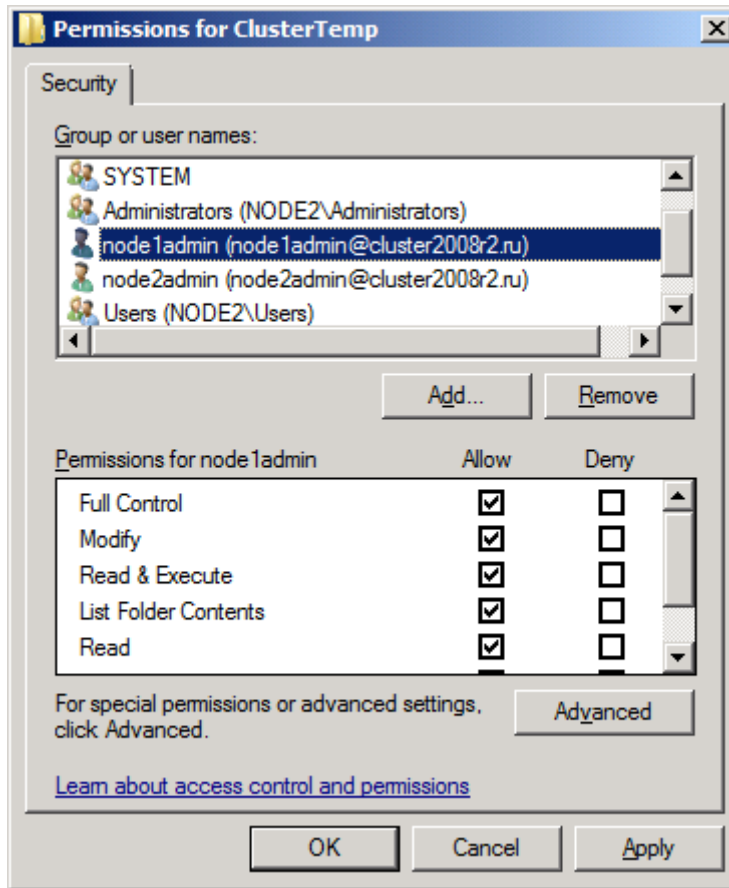 Permissions for ClusterTemp
Security
Group or user names:
SYSTEM
Administrators (NODE2\Administrators)
node1admin (node1admin@cluster2008r2.ru)
node2admin (node2admin@cluster2008r2.ru)
Users (NODE2\Users)
Add... Remove
Permissions for node1admin Allow Deny
Full Control
Modify
Read & Execute
List Folder Contents
Read
For special permissions or advanced settings,
click Advanced.
Advanced
Learn about access control and permissions
OK Cancel Apply